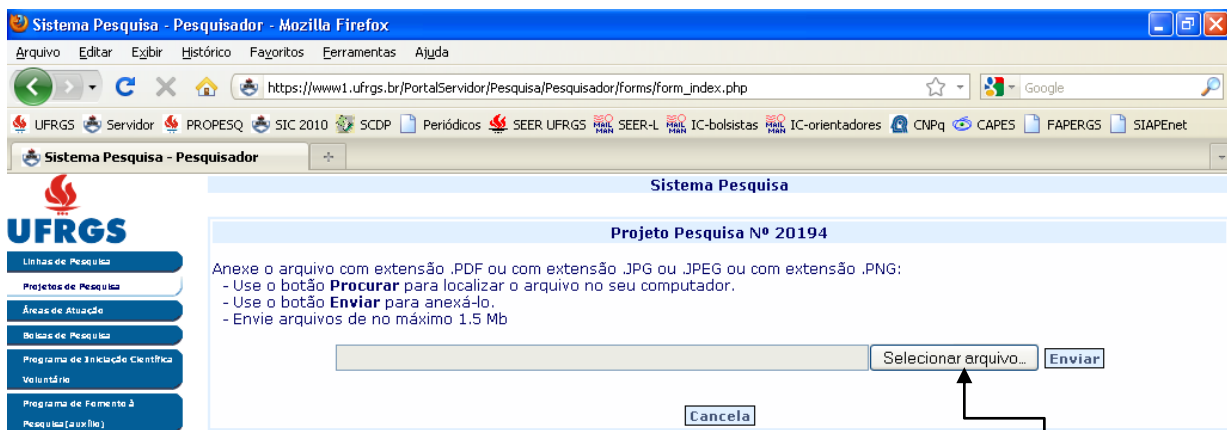 Sistema Pesquisa - Pesquisador - Mozilla Firefox
Arquivo Editar Exibir Histórico Favoritos Ferramentas Ajuda
https://www1.ufrgs.br/PortalServidor/Pesquisa/Pesquisador/forms/form_index.php Google
UFRGS Servidor PROPESQ SIC 2010 SCDP Periódicos SEER UFRGS MAIL MAN SEER-L MAIL MAN IC-bolsistas MAIL MAN IC-orientadores CNPq CAPES FAPERGS SIAPEnet
Sistema Pesquisa - Pesquisador
Sistema Pesquisa
UFRGS
Projeto Pesquisa Nº 20194
Linhas de Pesquisa
Projetos de Pesquisa
Áreas de Atuação
Bolsas de Pesquisa
Programa de Iniciação Científica
Voluntário
Programa de Fomento à
Pesquisa(auxílio)
Anexe o arquivo com extensão .PDF ou com extensão .JPG ou .JPEG ou com extensão .PNG:
- Use o botão Procurar para localizar o arquivo no seu computador.
- Use o botão Enviar para anexá-lo.
- Envie arquivos de no máximo 1.5 Mb
Selecionar arquivo... Enviar
Cancela